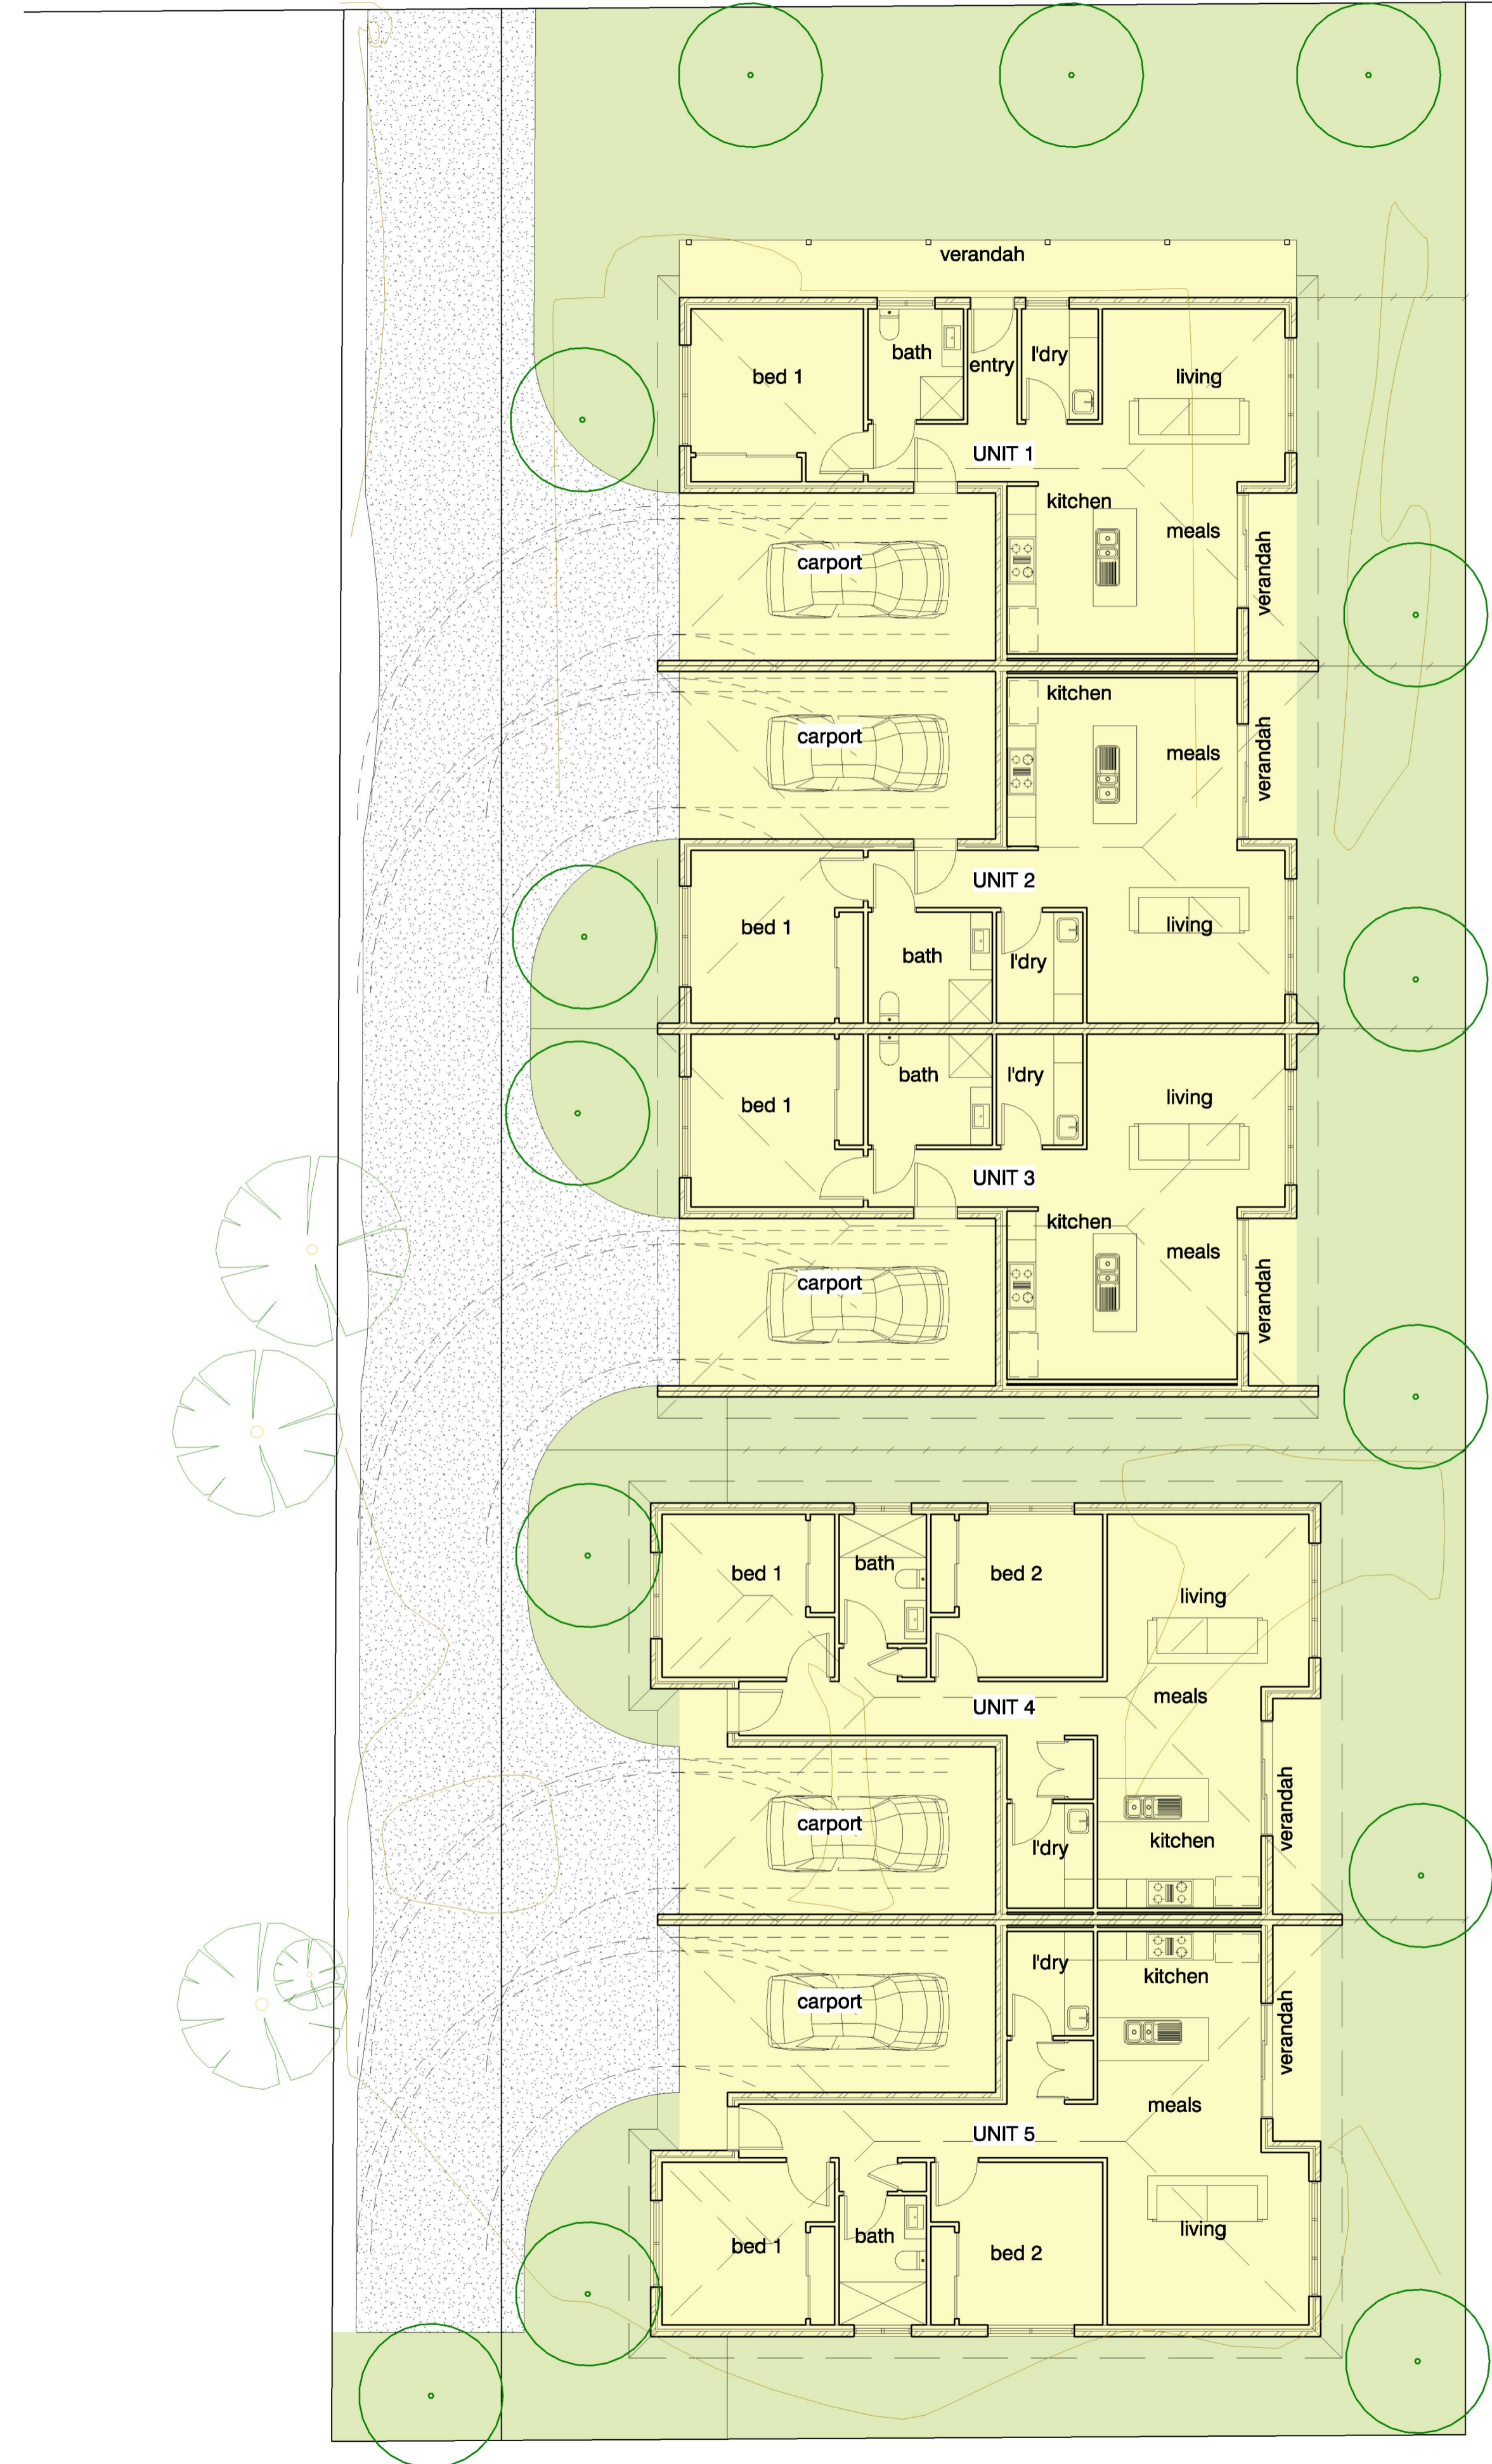 verandah
bed 1
bath
entry
l'dry
living
UNIT 1
kitchen
meals
carport
verandah
kitchen
carport
meals
verandah
UNIT 2
bed 1
living
bath
l'dry
bed 1
bath
l'dry
living
UNIT 3
kitchen
meals
carport
verandah
bed 1
bath
bed 2
living
meals
UNIT 4
carport
verandah
kitchen
l'dry
l'dry
kitchen
carport
verandah
meals
UNIT 5
bed 1
bath
bed 2
living